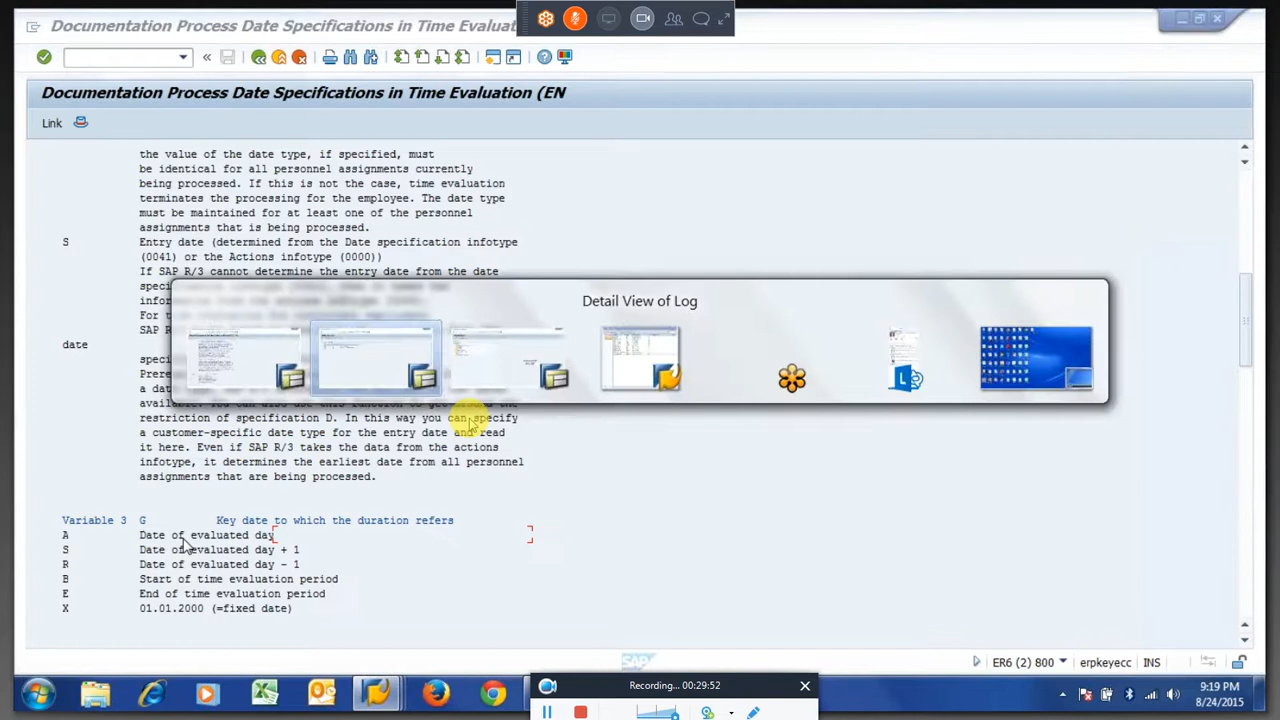 Documentation Process Date Specifications in Time Evaluat
Documentation Process Date Specifications in Time Evaluation (EN
Link
the value of the date type, if specified, must
be identical for all personnel assignments currently
being processed. If this is not the case, time evaluation
terminates the processing for the employee. The date type
must be maintained for at least one of the personnel
assignments that is being processed.
S Entry date (determined from the Date specification infotype
(0041) or the Actions infotype (0000))
If SAP R/3 cannot determine the entry date from the date
Detail View of Log
date
restriction of specification D. In this way you can specify
a customer-specific date type for the entry date and read
it here. Even if SAP R/3 takes the data from the actions
infotype, it determines the earliest date from all personnel
assignments that are being processed.
Variable 3 G Key date to which the duration refers
A Date of evaluated day
S Date of evaluated day + 1
R Date of evaluated day - 1
B Start of time evaluation period
E End of time evaluation period
X 01.01.2000 (=fixed date)
SAP
ER6 (2) 800 erpkeyecc INS
Recording... 00:29:52
9:19 PM
8/24/2015